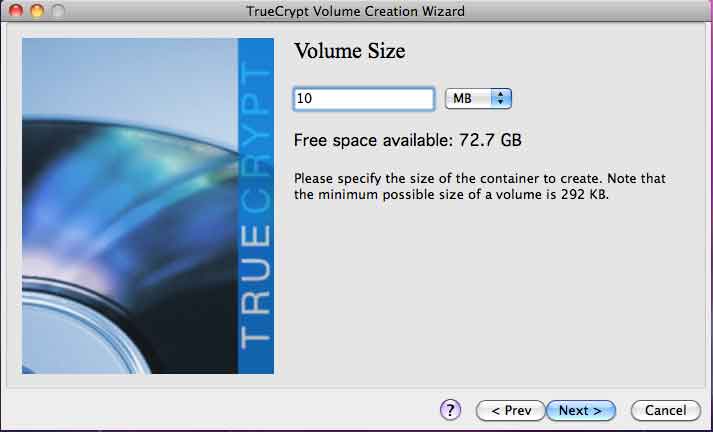 TrueCrypt Volume Creation Wizard
Volume Size
10
MB
Free space available: 72.7 GB
Please specify the size of the container to create. Note that
the minimum possible size of a volume is 292 KB.
TRUECRYPT
?
< Prev
Next >
Cancel